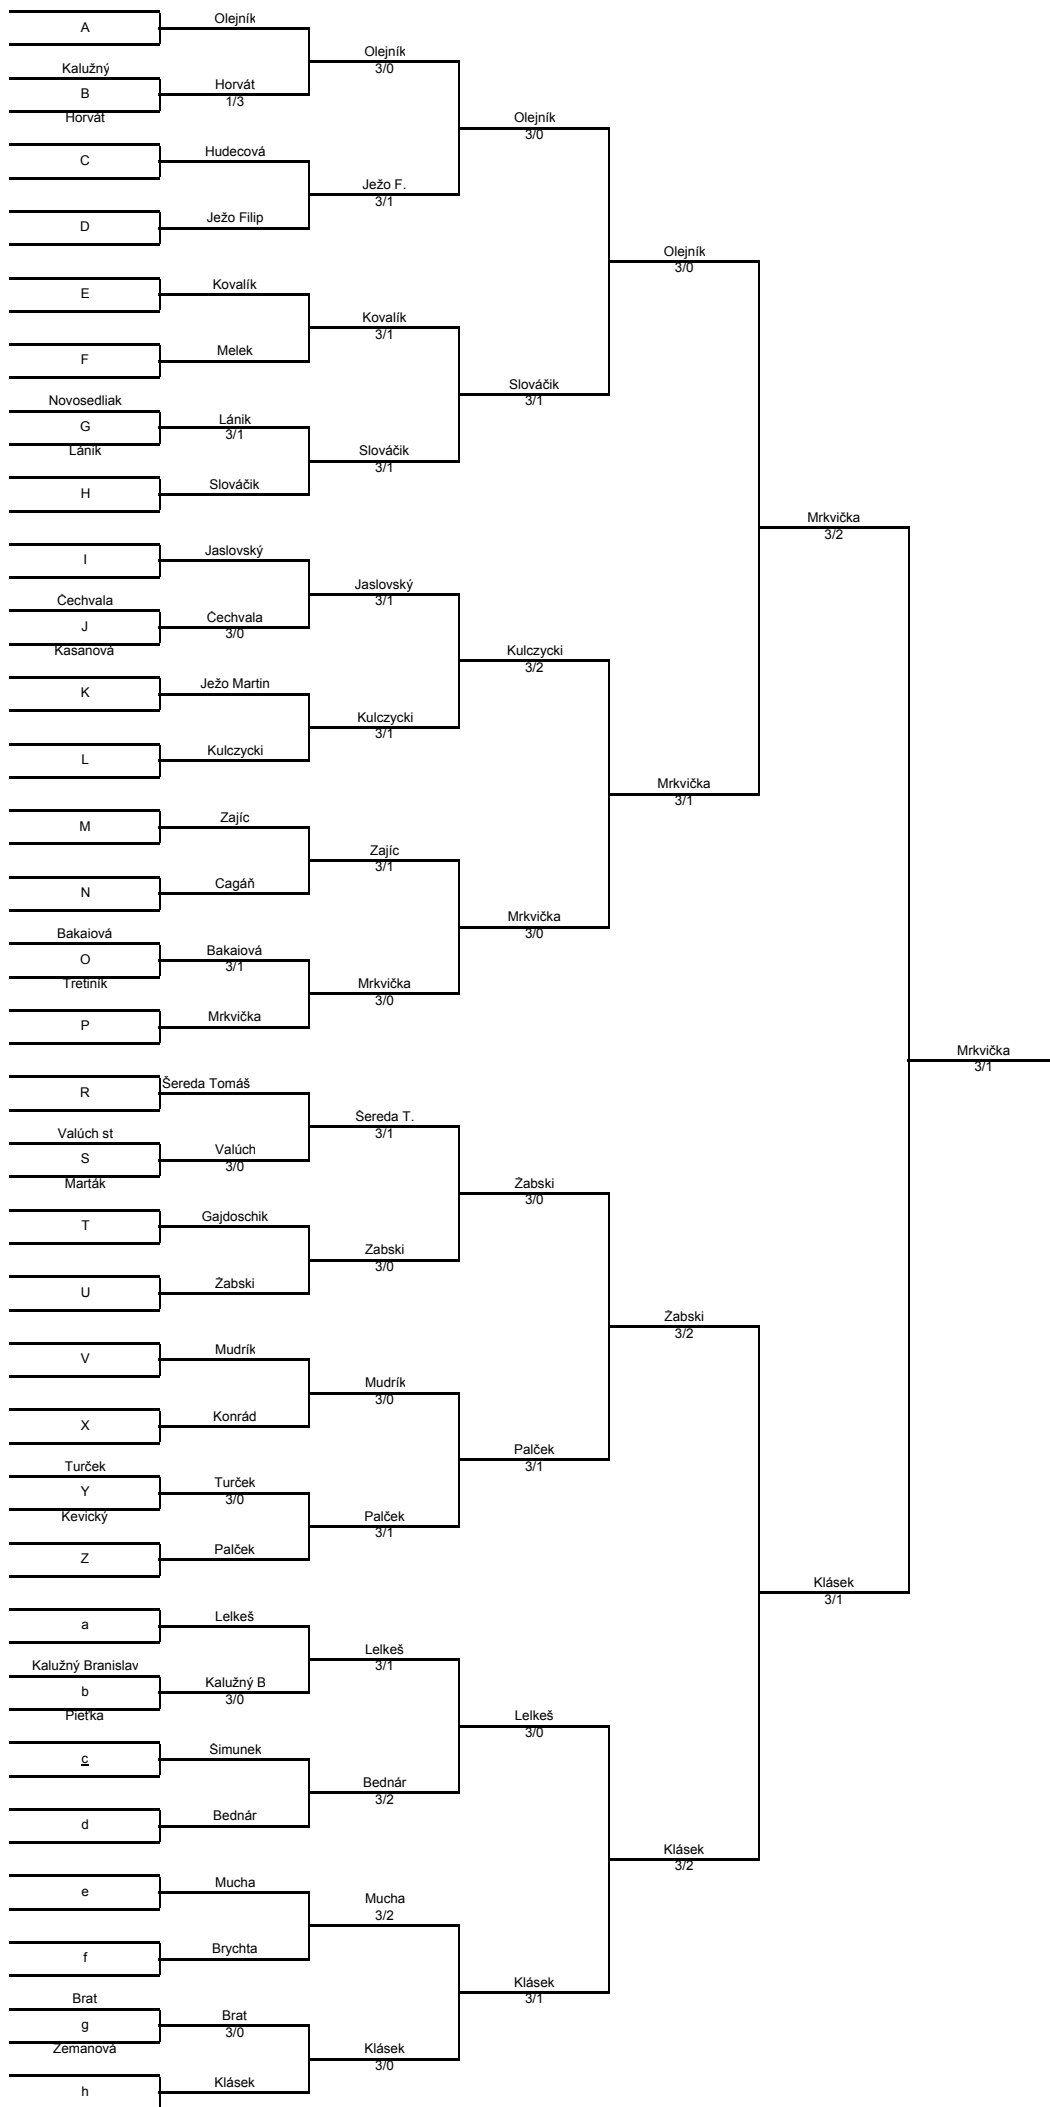 A
Olejník
Olejník
3/0
Kalužný
B
Horvát
Horvát
1/3
Olejník
3/0
C
Hudecová
Ježo F.
3/1
D
Ježo Filip
Olejník
3/0
E
Kovalík
Kovalík
3/1
F
Melek
Slováčik
3/1
Novosedliak
G
Lánik
Lánik
3/1
Slováčik
3/1
H
Slováčik
Mrkvička
3/2
I
Jaslovský
Jaslovský
3/1
Čechvala
J
Kasanová
Čechvala
3/0
Kulczycki
3/2
K
Ježo Martin
Kulczycki
3/1
L
Kulczycki
Mrkvička
3/1
M
Zajíc
Zajíc
3/1
N
Cagáň
Mrkvička
3/0
Bakaiová
O
Tretiník
Bakaiová
3/1
Mrkvička
3/0
P
Mrkvička
Mrkvička
3/1
R
Šereda Tomáš
Šereda T.
3/1
Valúch st
S
Marták
Valúch
3/0
Žabski
3/0
T
Gajdoschik
Zabski
3/0
U
Žabski
Žabski
3/2
V
Mudrík
Mudrík
3/0
X
Konrád
Palček
3/1
Turček
Y
Kevický
Turček
3/0
Palček
3/1
Z
Palček
Klásek
3/1
a
Lelkeš
Lelkeš
3/1
Kalužný Branislav
b
Pieťka
Kalužný B
3/0
Lelkeš
3/0
c
Šimunek
Bednár
3/2
d
Bednár
Klásek
3/2
e
Mucha
Mucha
3/2
f
Brychta
Klásek
3/1
Brat
g
Zemanová
Brat
3/0
Klásek
3/0
h
Klásek